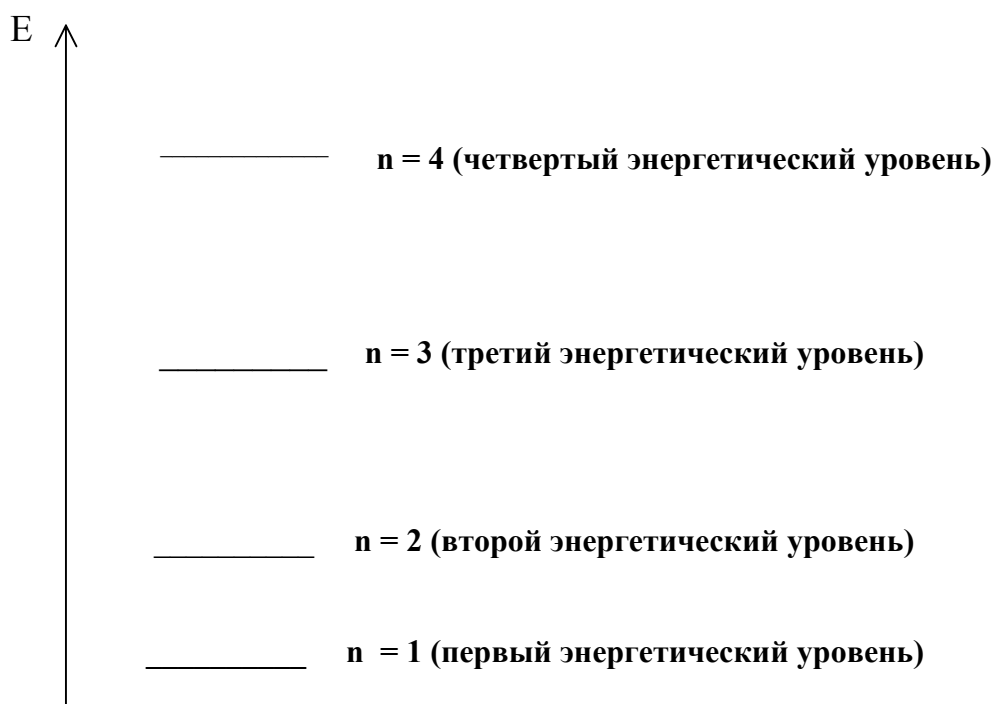 E
n = 4 (четвертый энергетический уровень)
n = 3 (третий энергетический уровень)
n = 2 (второй энергетический уровень)
n = 1 (первый энергетический уровень)